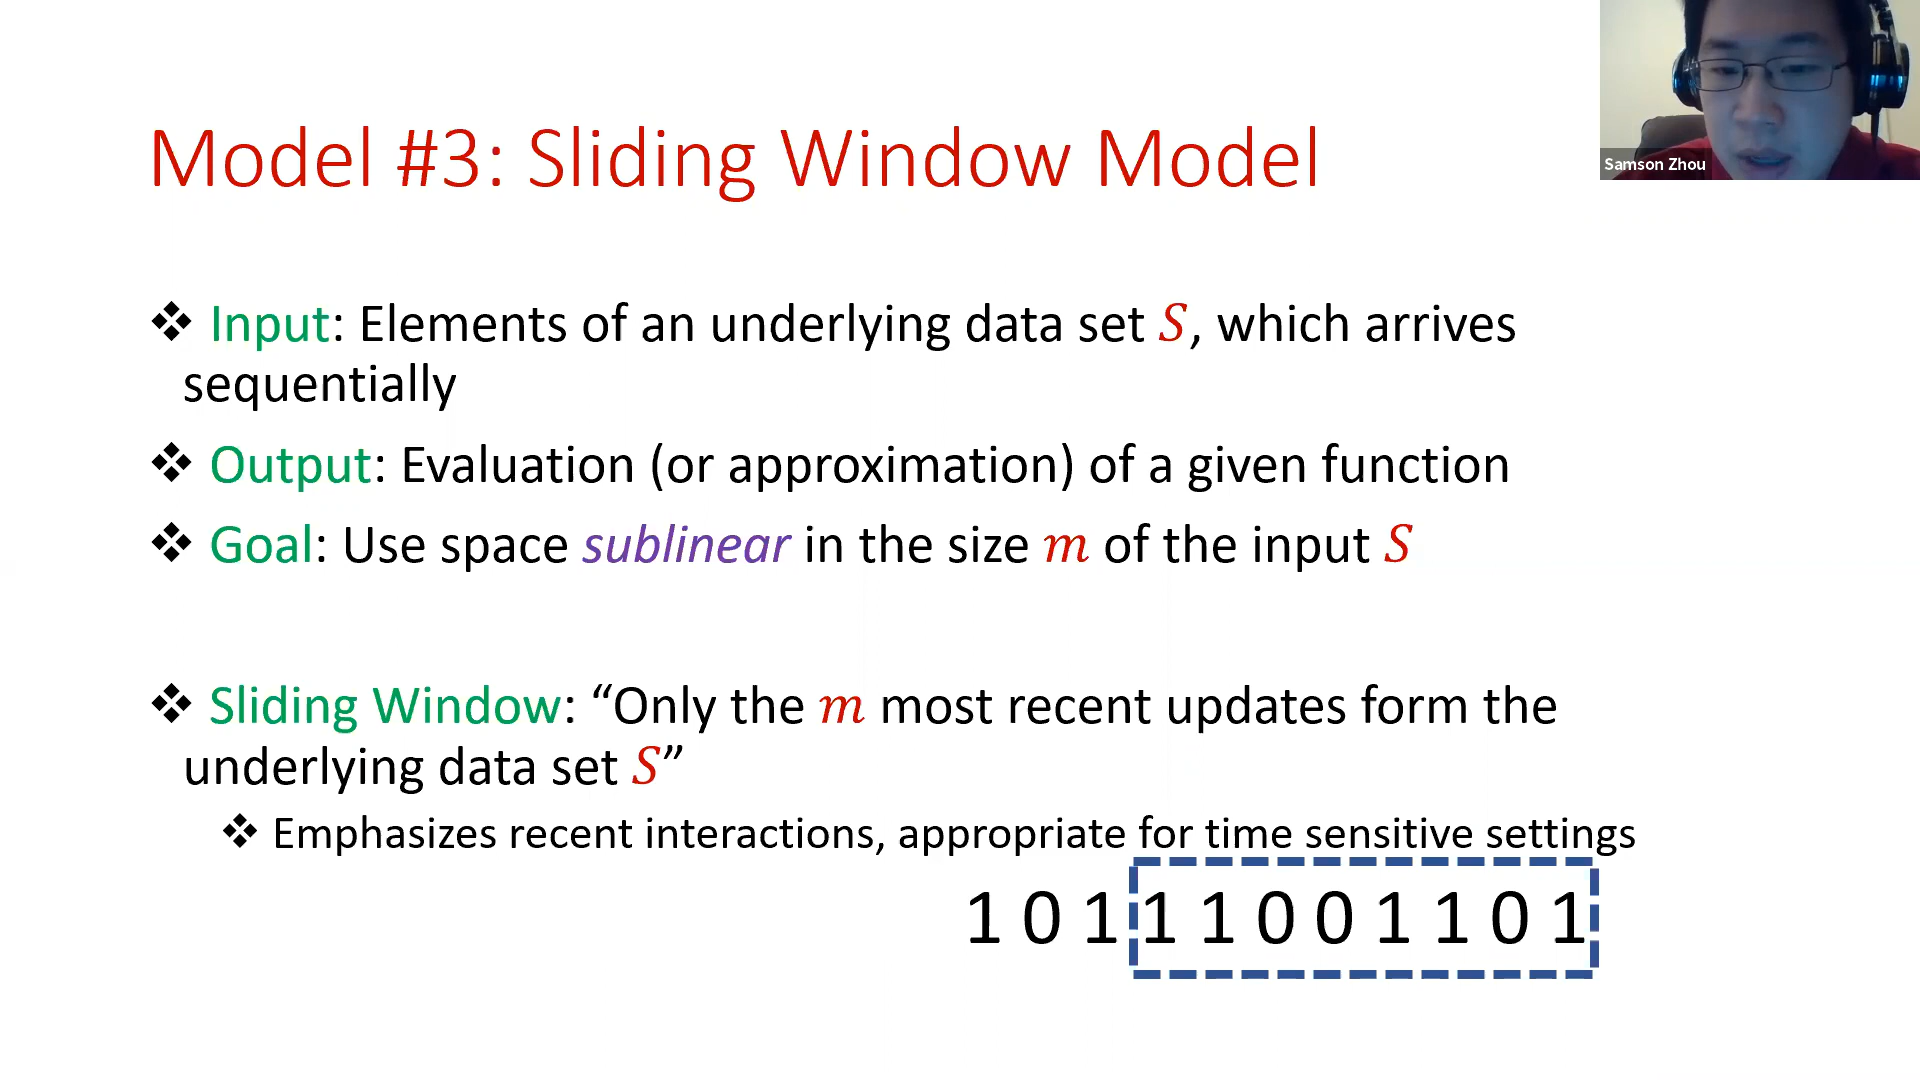 Samson Zhou
Model #3: Sliding Window Model
❖ Input: Elements of an underlying data set S, which arrives
sequentially
❖ Output: Evaluation (or approximation) of a given function
❖ Goal: Use space sublinear in the size m of the input S
❖ Sliding Window: “Only the m most recent updates form the
underlying data set S”
❖ Emphasizes recent interactions, appropriate for time sensitive settings
1 0 1 1 1 0 0 1 1 0 1